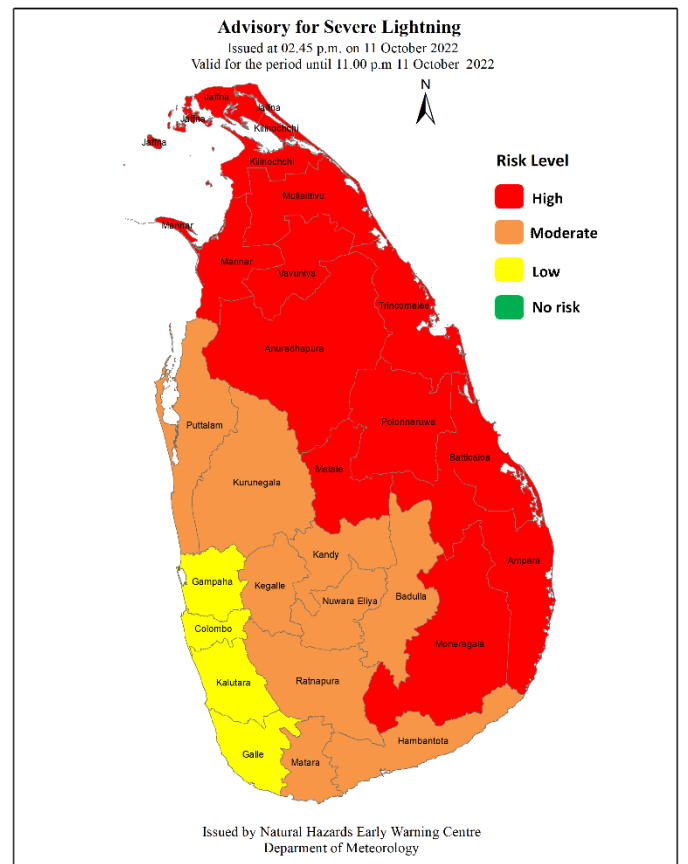 Advisory for Severe Lightning
Issued at 02.45 p.m. on 11 October 2022
Valid for the period until 11.00 p.m 11 October 2022
N
Jaffna
Jaffna
Jaffna
Kilinochchi
Jaffna
Kilinochchi
Mullaitivu
Mannar
Mannar
Vavuniya
Trincomalee
Anuradhapura
Polonnaruwa
Puttalam
Batticaloa
Matale
Kurunegala
Kandy
Ampara
Gampaha
Kegalle
Nuwara Eliya
Badulla
Colombo
Moneragala
Kalutara
Ratnapura
Hambantota
Galle
Matara
Risk Level
High
Moderate
Low
No risk
Issued by Natural Hazards Early Warning Centre
Deparment of Meteorology